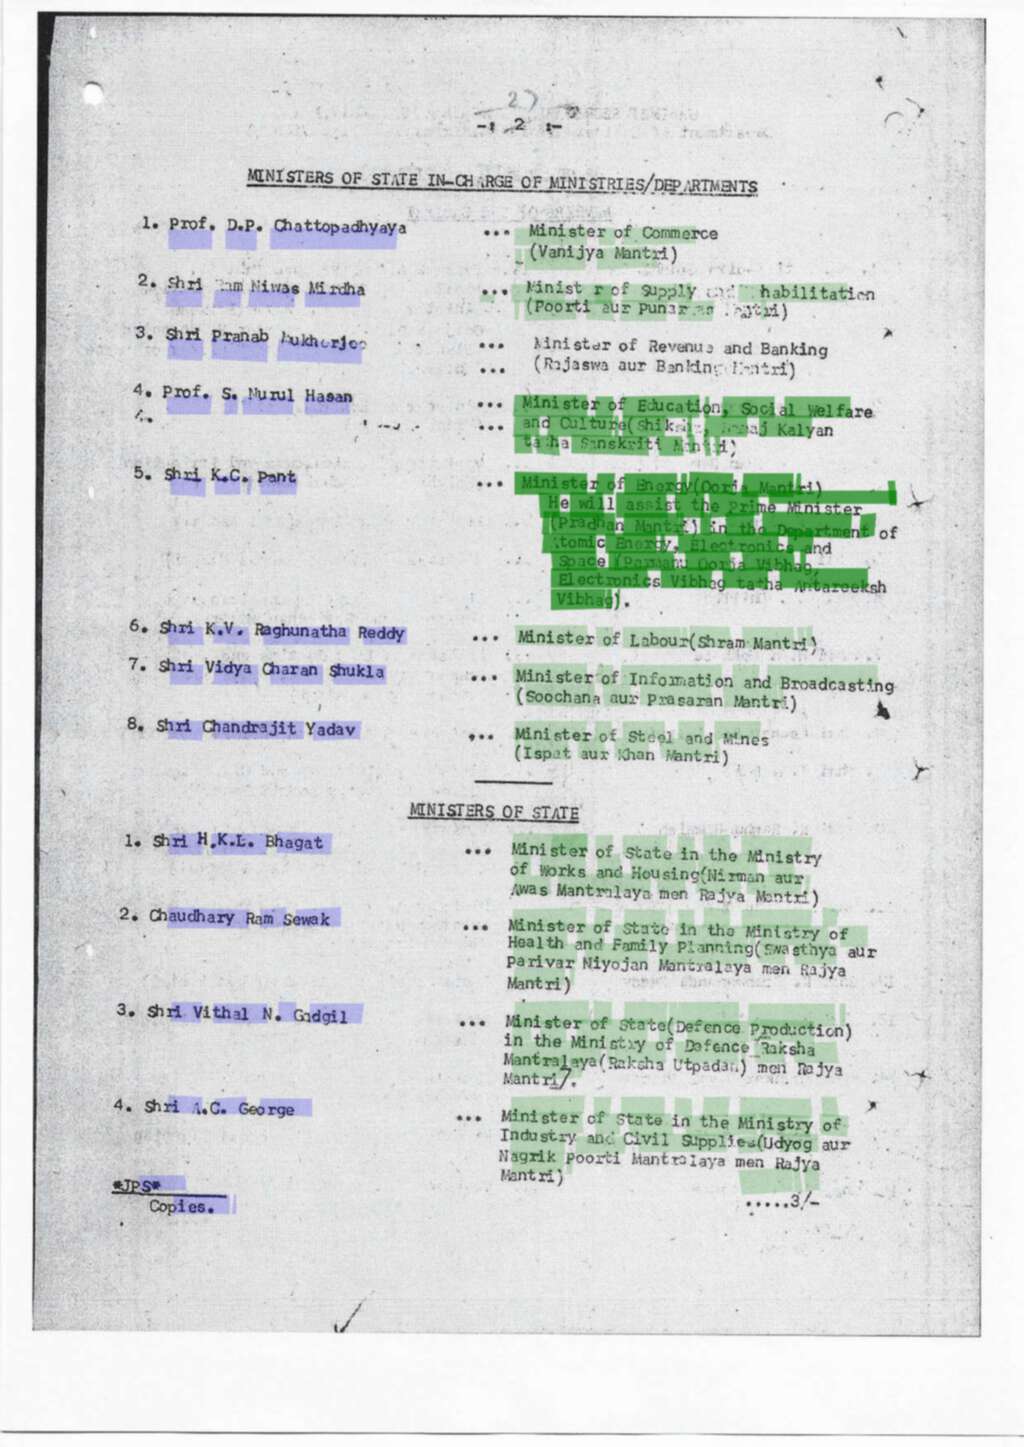 2)
-: 2 :-
MINISTERS OF STATE IN-CHARGE OF MINISTRIES/DEPARTMENTS
1. Prof. D.P. Chattopadhyaya ... Minister of Commerce
(Vanijya Mantri)
2. Shri Ram Niwas Mirdha ... Minister of Supply and
(Poorti aur
3. Shri Pranab Mukherjee ... Minister of Revenue and Banking
... (Rajaswa aur Banking Mantri)
4. Prof. S. Nurul Hasan ... Minister of Education, Social Welfare
... and Culture(Shiksha, Samaj Kalyan
tatha Sanskriti Mantri)
5. Shri K.C. Pant ... Minister of Energy(Oorja Mantri)
He will assist the Prime Minister
(Pradhan Mantri) in the Department of
Atomic Energy, Electronics and
Space (Parmanu Oorja Vibhag,
Electronics Vibhag tatha Antareeksh
Vibhag).
6. Shri K.V. Raghunatha Reddy ... Minister of Labour(Shram Mantri)
7. Shri Vidya Charan Shukla ... Minister of Information and Broadcasting
(Soochana aur Prasaran Mantri)
8. Shri Chandrajit Yadav ... Minister of Steel and Mines
(Ispat aur Khan Mantri)
MINISTERS OF STATE
1. Shri H.K.L. Bhagat ... Minister of State in the Ministry
of Works and Housing(Nirman aur
Awas Mantralaya men Rajya Mantri)
2. Chaudhary Ram Sewak ... Minister of State in the Ministry of
Health and Family Planning(Swasthya aur
Parivar Niyojan Mantralaya men Rajya
Mantri)
3. Shri Vithal N. Gadgil ... Minister of State(Defence Production)
in the Ministry of Defence [Raksha
Mantralaya(Raksha Utpadan) men Rajya
Mantri].
4. Shri A.C. George ... Minister of State in the Ministry of
Industry and Civil Supplies(Udyog aur
Nagrik Poorti Mantralaya men Rajya
Mantri)
*JPS*
Copies.
.....3/-